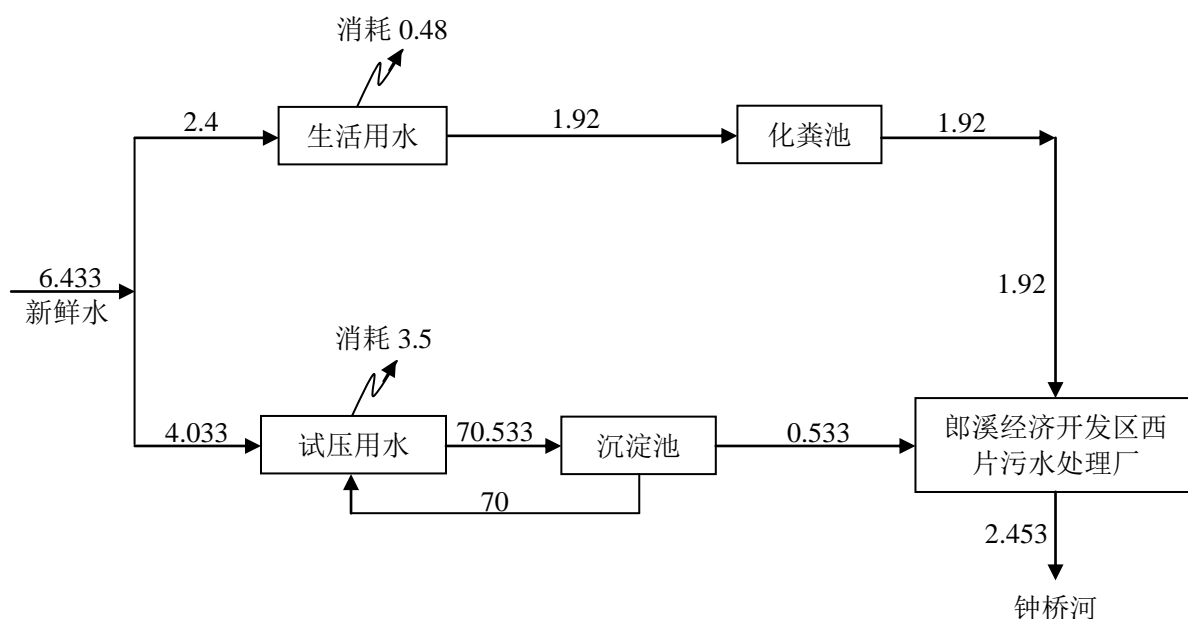 消耗 0.48
2.4
生活用水
1.92
化粪池
1.92
6.433
新鲜水
1.92
消耗 3.5
4.033
试压用水
70.533
沉淀池
0.533
郎溪经济开发区西
片污水处理厂
70
2.453
钟桥河